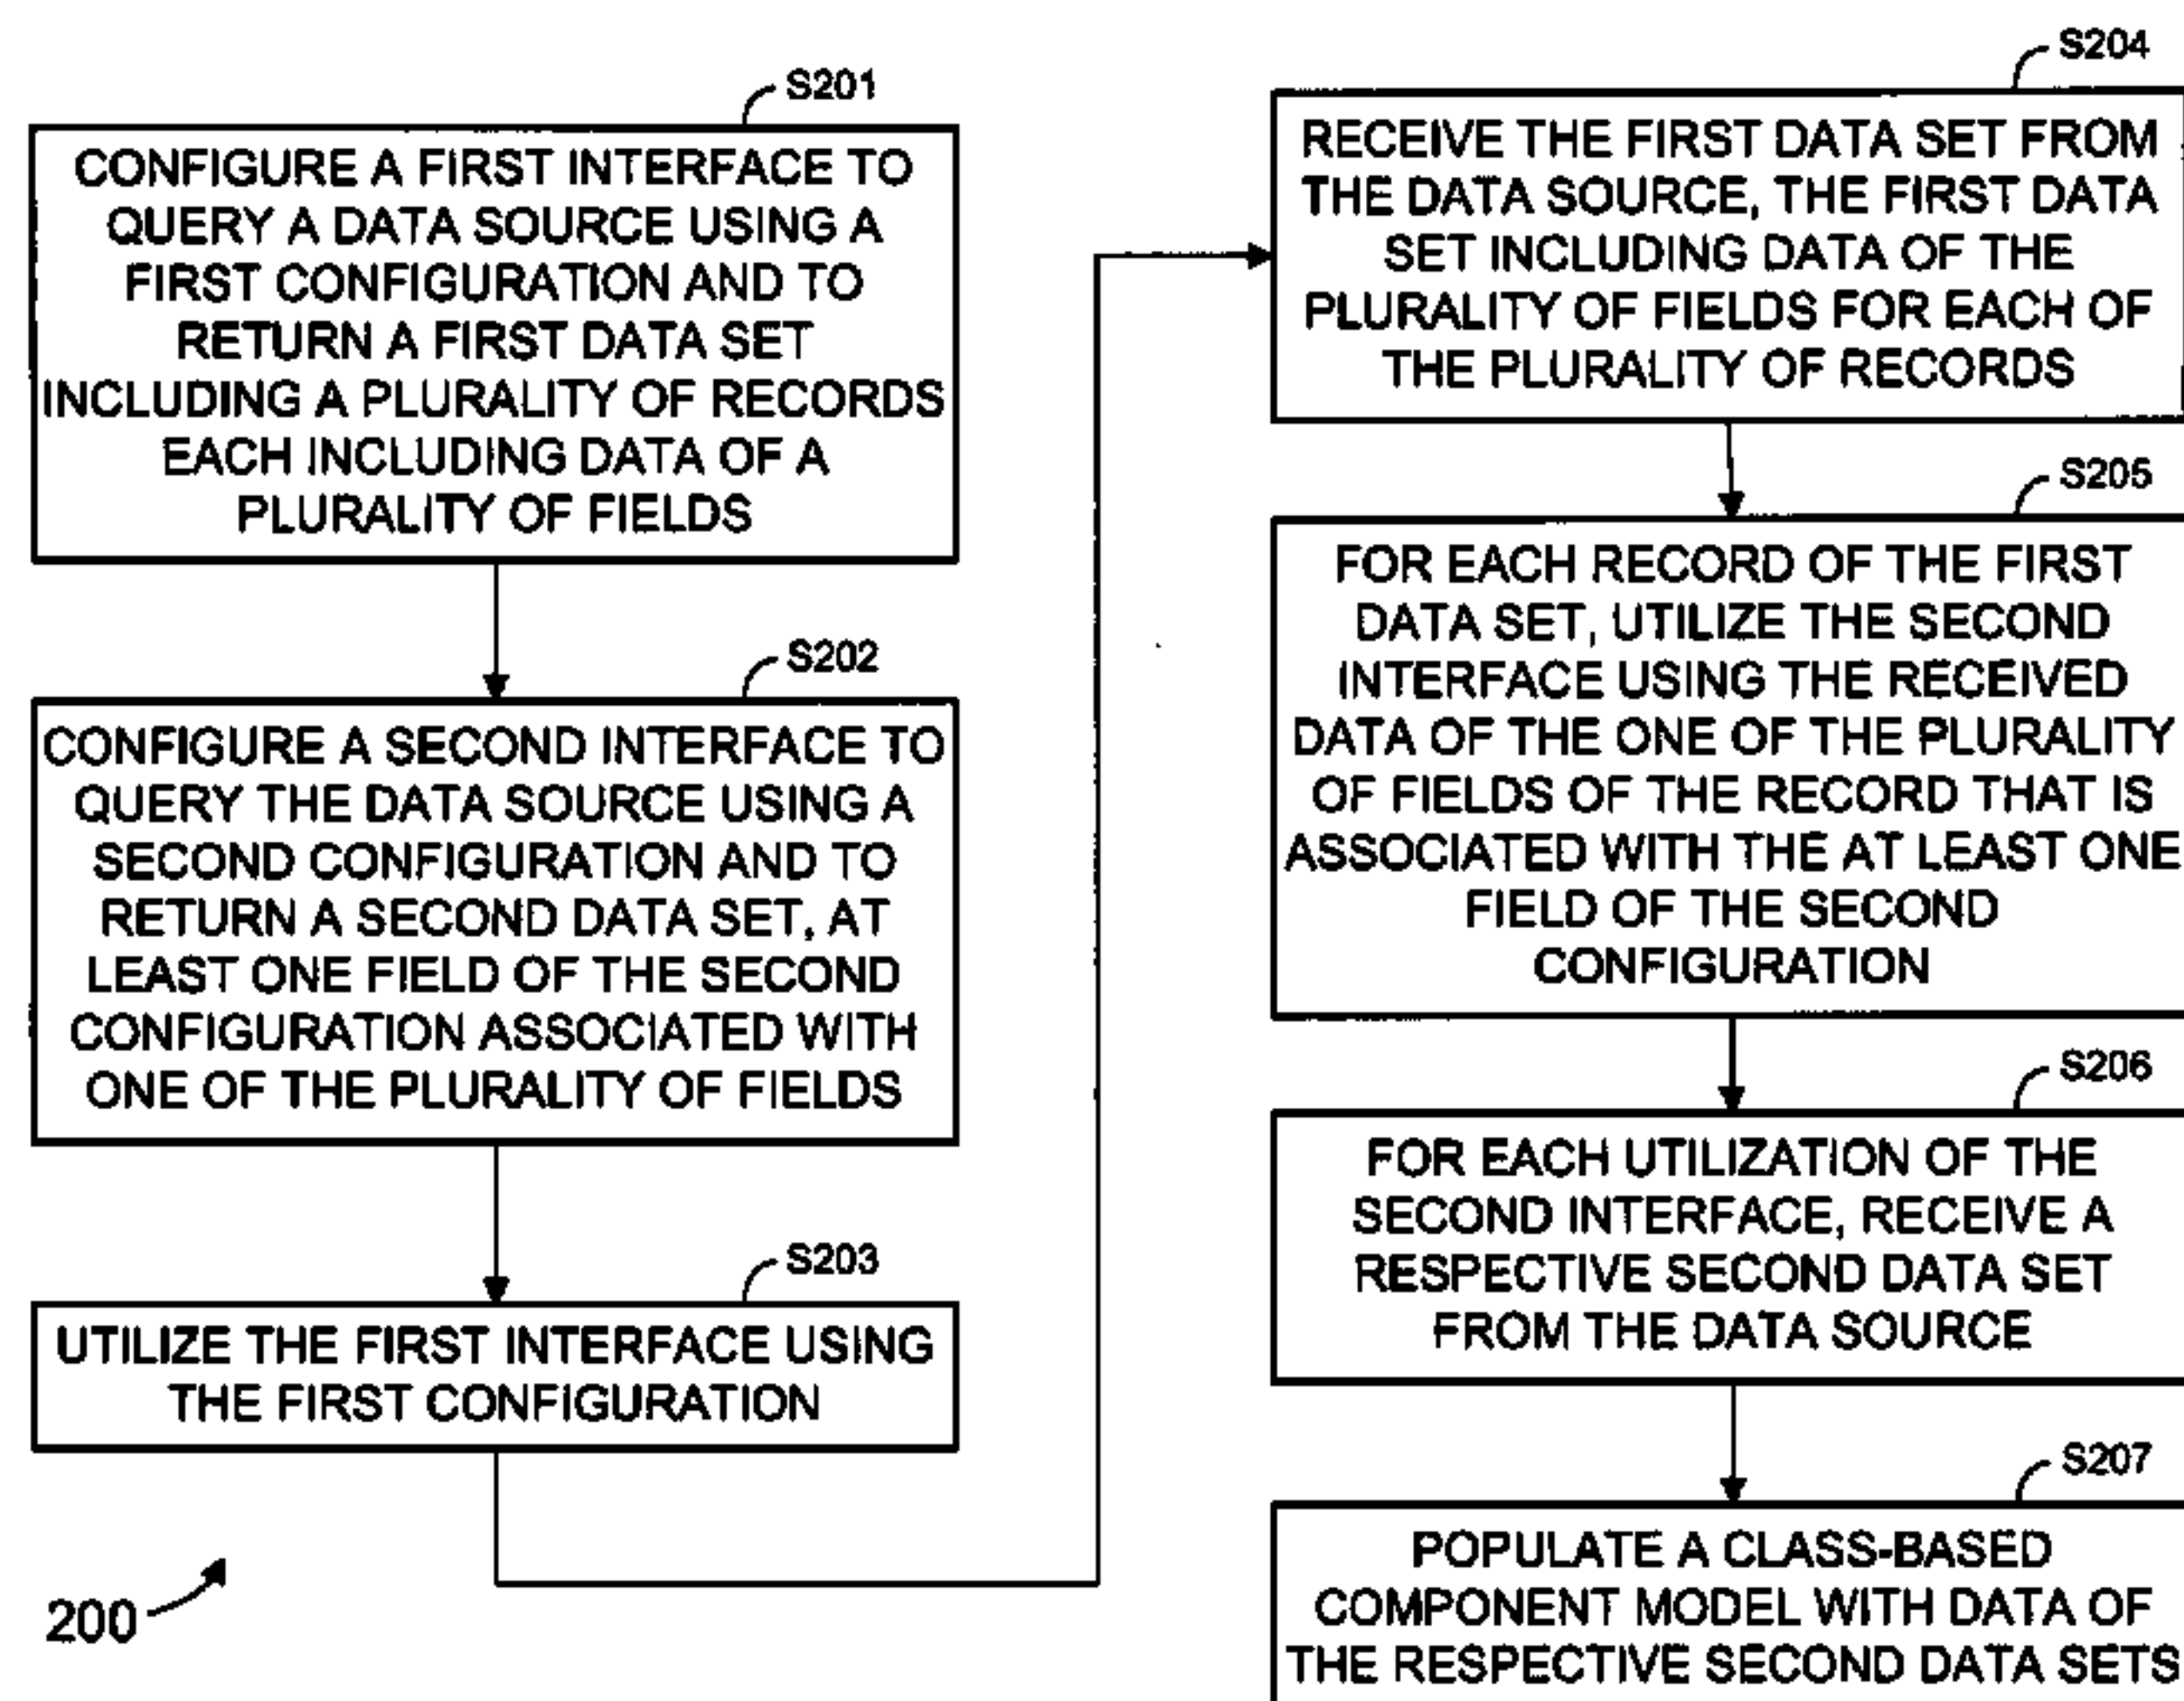 S201
CONFIGURE A FIRST INTERFACE TO
QUERY A DATA SOURCE USING A
FIRST CONFIGURATION AND TO
RETURN A FIRST DATA SET
INCLUDING A PLURALITY OF RECORDS
EACH INCLUDING DATA OF A
PLURALITY OF FIELDS
S202
CONFIGURE A SECOND INTERFACE TO
QUERY THE DATA SOURCE USING A
SECOND CONFIGURATION AND TO
RETURN A SECOND DATA SET, AT
LEAST ONE FIELD OF THE SECOND
CONFIGURATION ASSOCIATED WITH
ONE OF THE PLURALITY OF FIELDS
S203
UTILIZE THE FIRST INTERFACE USING
THE FIRST CONFIGURATION
200
S204
RECEIVE THE FIRST DATA SET FROM
THE DATA SOURCE, THE FIRST DATA
SET INCLUDING DATA OF THE
PLURALITY OF FIELDS FOR EACH OF
THE PLURALITY OF RECORDS
S205
FOR EACH RECORD OF THE FIRST
DATA SET, UTILIZE THE SECOND
INTERFACE USING THE RECEIVED
DATA OF THE ONE OF THE PLURALITY
OF FIELDS OF THE RECORD THAT IS
ASSOCIATED WITH THE AT LEAST ONE
FIELD OF THE SECOND
CONFIGURATION
S206
FOR EACH UTILIZATION OF THE
SECOND INTERFACE, RECEIVE A
RESPECTIVE SECOND DATA SET
FROM THE DATA SOURCE
S207
POPULATE A CLASS-BASED
COMPONENT MODEL WITH DATA OF
THE RESPECTIVE SECOND DATA SETS